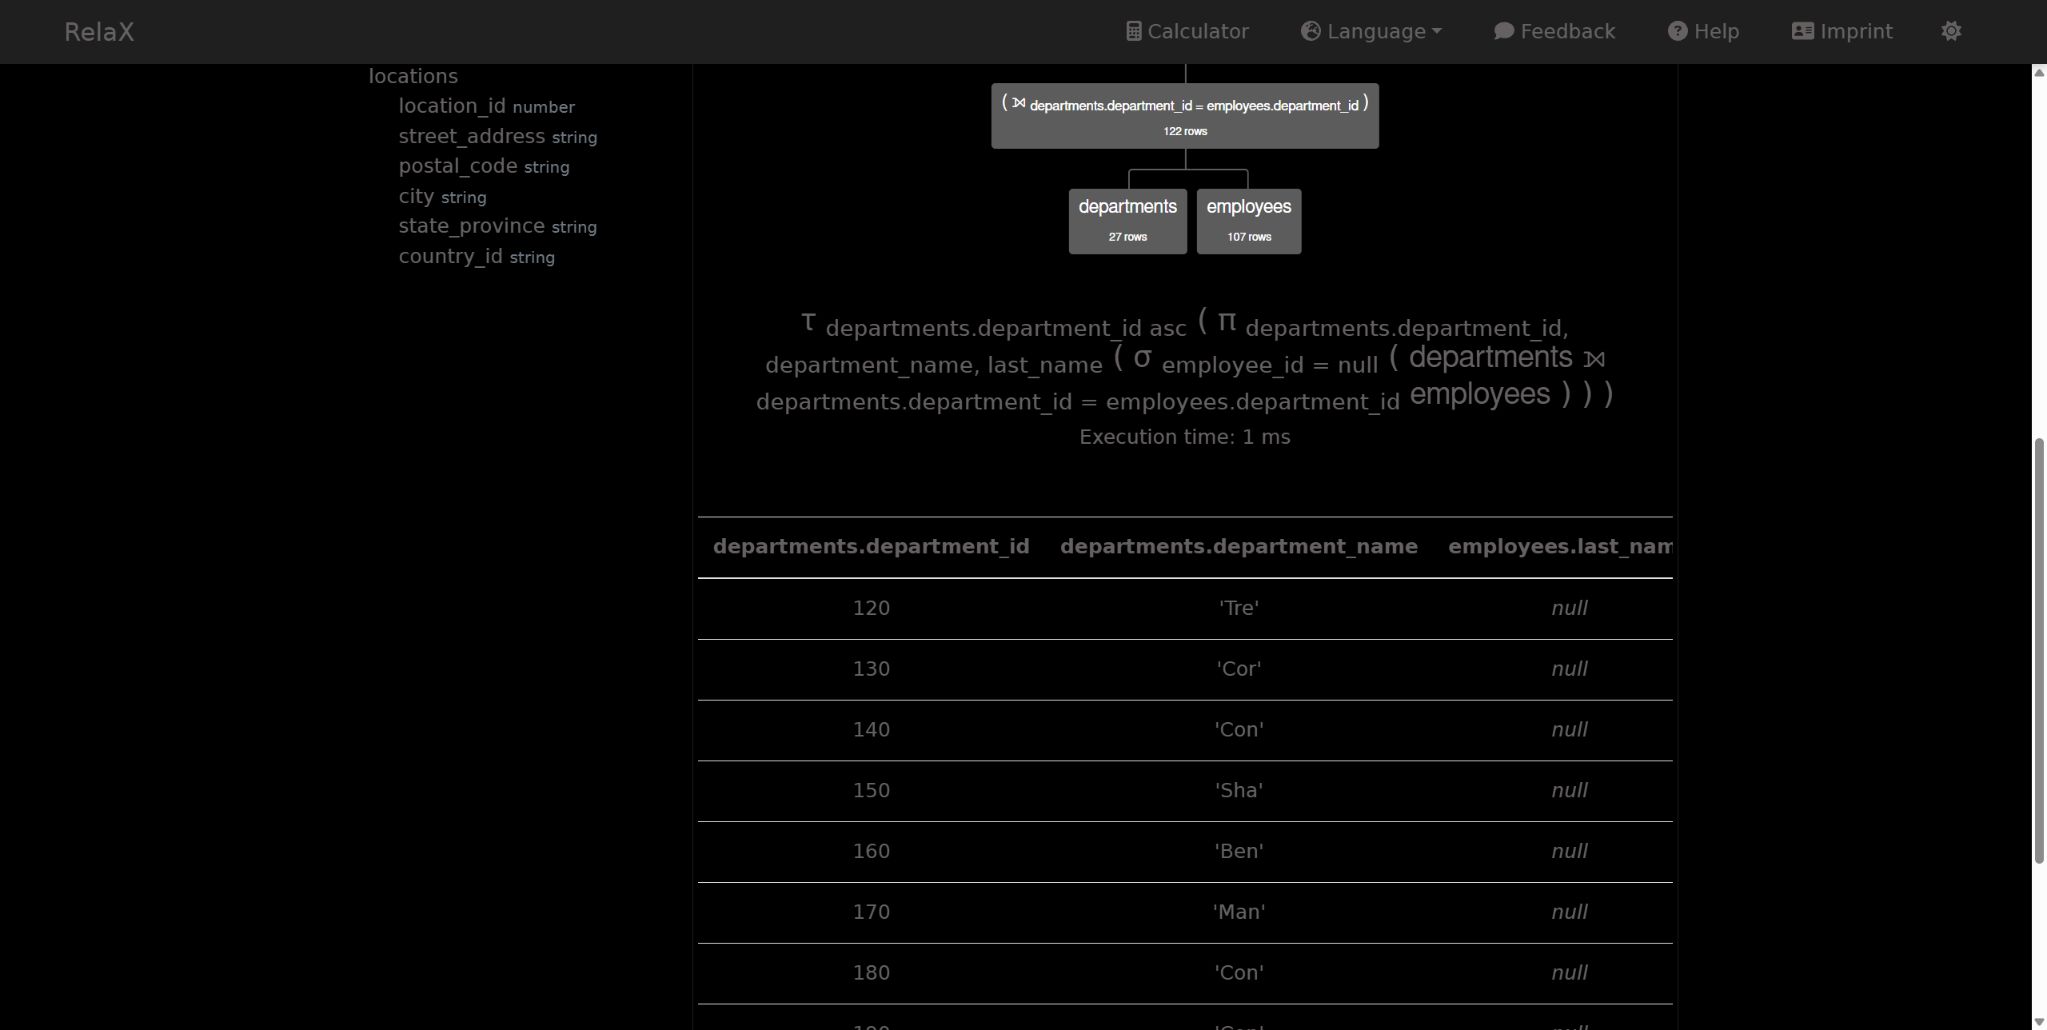 RelaX
Calculator
Language
Feedback
Help
Imprint
locations
location_id number
street_address string
postal_code string
city string
state_province string
country_id string
( ⟕ departments.department_id = employees.department_id )
122 rows
departments
27 rows
employees
107 rows
τ departments.department_id asc ( π departments.department_id,
department_name, last_name ( σ employee_id = null ( departments ⟕
departments.department_id = employees.department_id employees ) ) )
Execution time: 1 ms
departments.department_id departments.department_name employees.last_nam
120 'Tre' null
130 'Cor' null
140 'Con' null
150 'Sha' null
160 'Ben' null
170 'Man' null
180 'Con' null